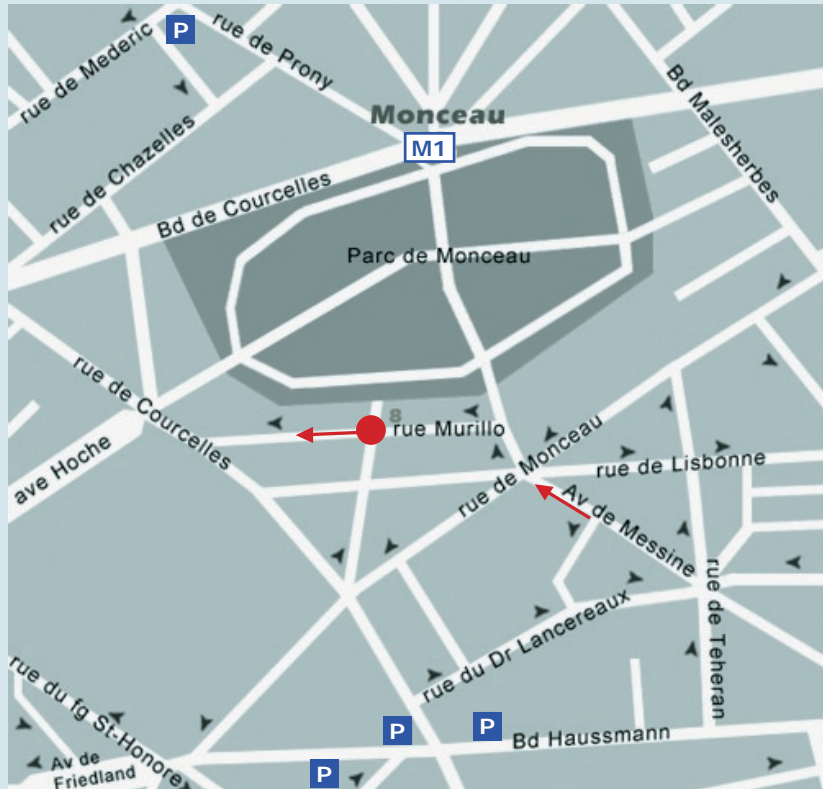 P
rue de Prony
rue de Mederic
Bd Malesherbes
Monceau
M1
rue de Chazelles
Bd de Courcelles
Parc de Monceau
rue de Courcelles
8
rue Murillo
ave Hoche
rue de Monceau
rue de Lisbonne
Av de Messine
rue de Teheran
rue du Dr Lancereaux
rue du fg St-Honore
P
P
Bd Haussmann
Av de
Friedland
P